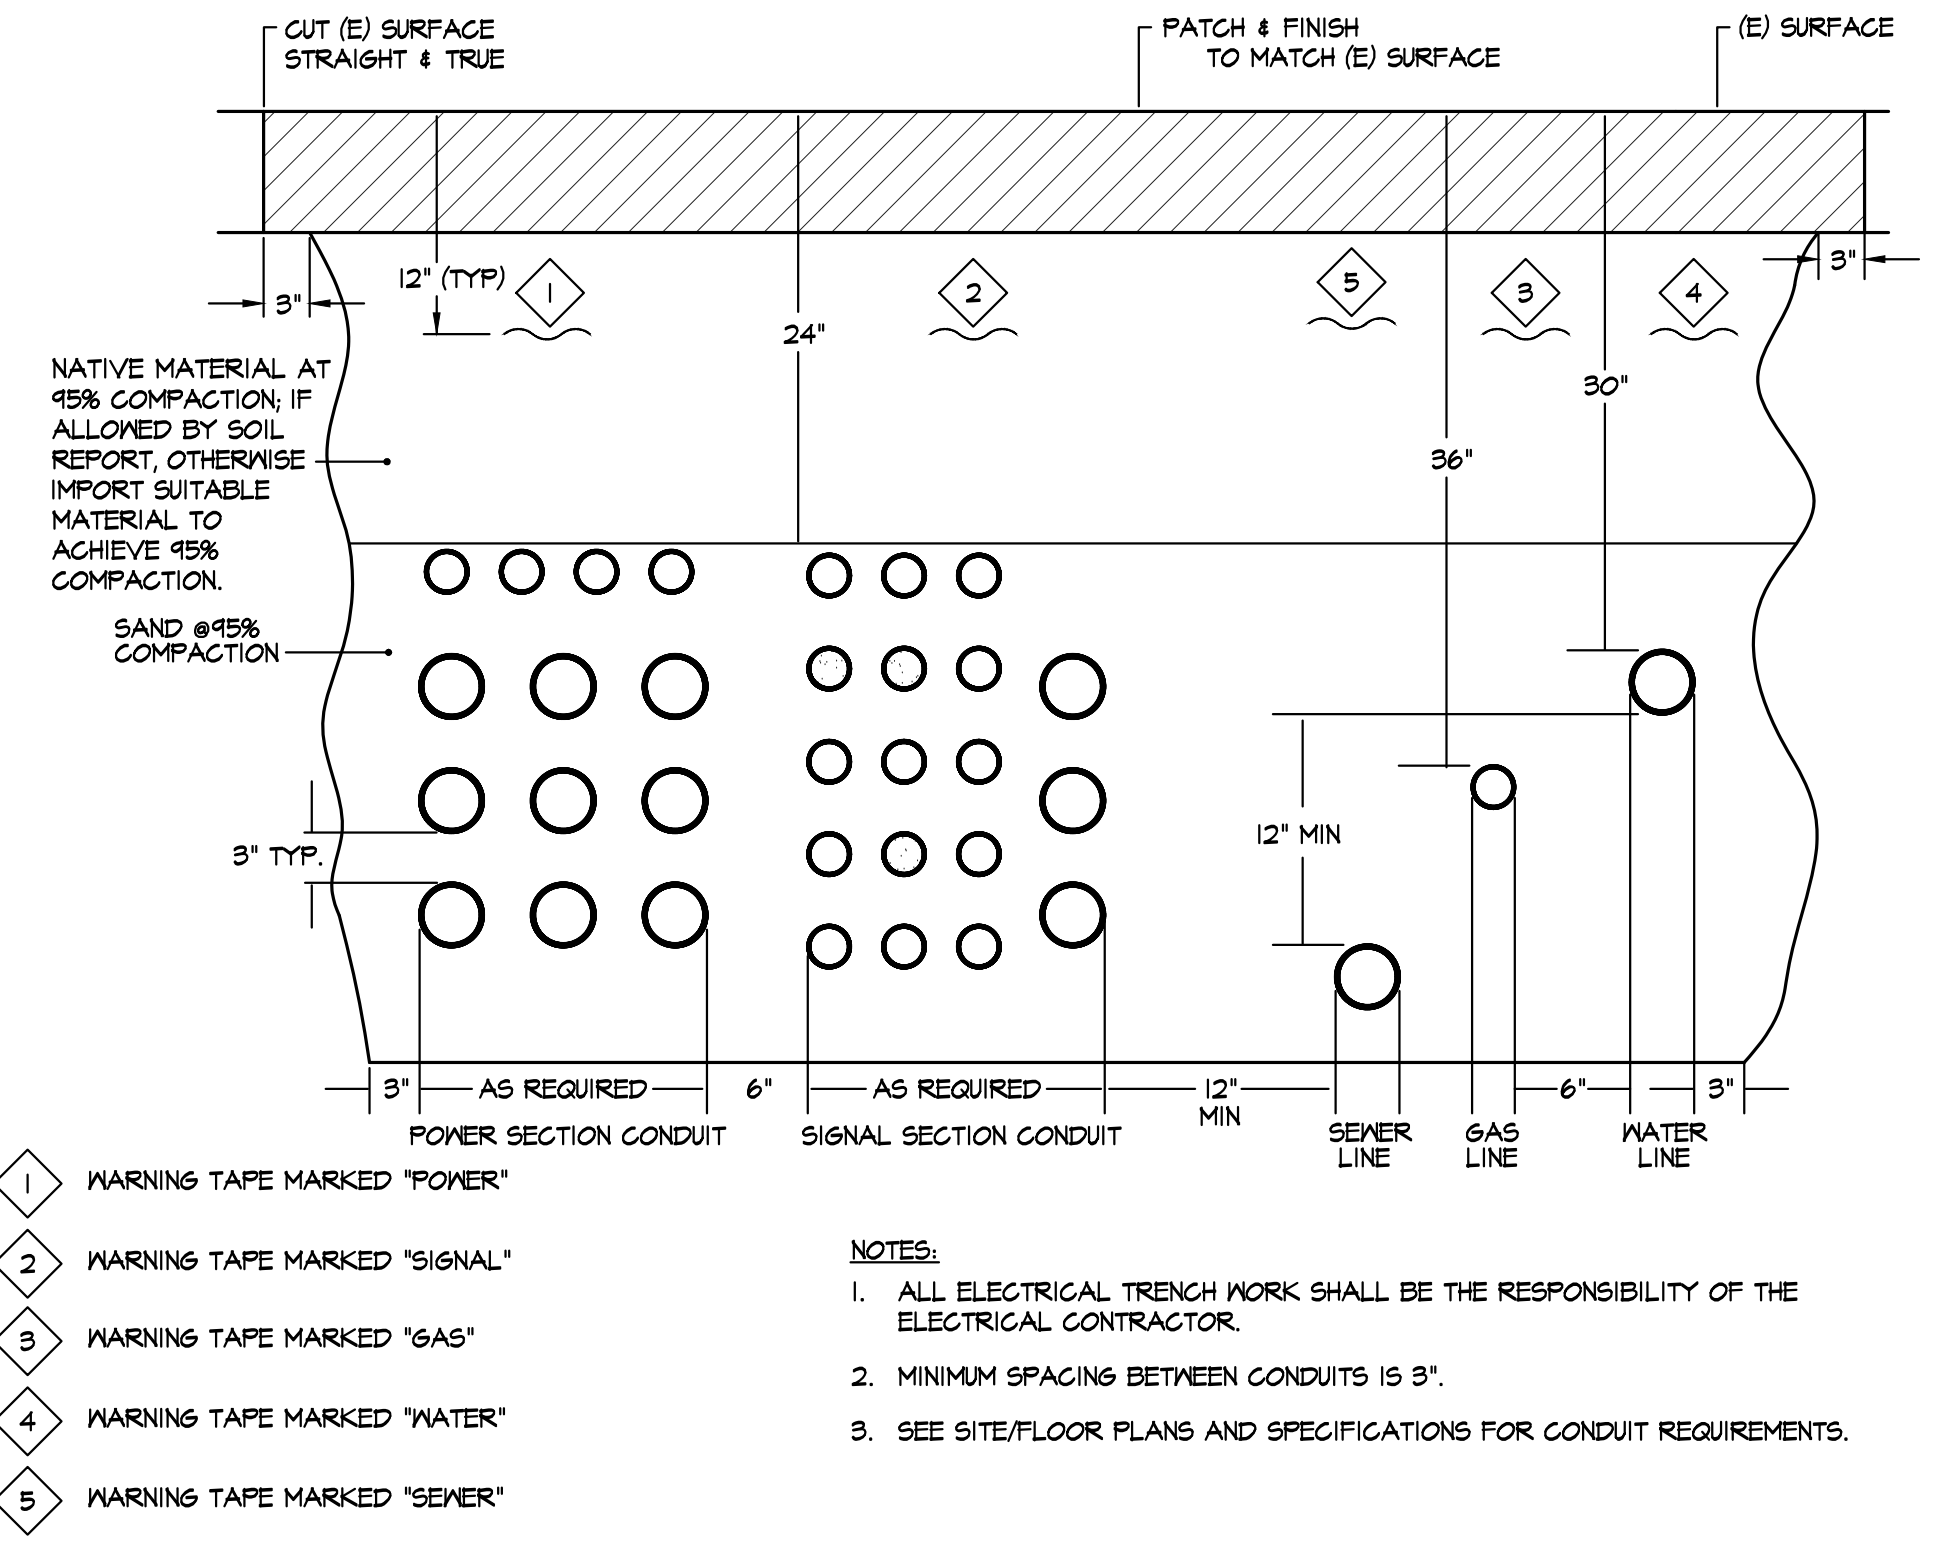 CUT (E) SURFACE
STRAIGHT & TRUE
PATCH & FINISH
TO MATCH (E) SURFACE
(E) SURFACE
12" (TYP)
1
2
5
3
4
3"
3"
24"
30"
36"
NATIVE MATERIAL AT
95% COMPACTION; IF
ALLOWED BY SOIL
REPORT, OTHERWISE
IMPORT SUITABLE
MATERIAL TO
ACHIEVE 95%
COMPACTION.
SAND @95%
COMPACTION
12" MIN
3" TYP.
3"
AS REQUIRED
6"
AS REQUIRED
12"
MIN
6"
3"
POWER SECTION CONDUIT
SIGNAL SECTION CONDUIT
SEWER
LINE
GAS
LINE
WATER
LINE
1 WARNING TAPE MARKED "POWER"
2 WARNING TAPE MARKED "SIGNAL"
3 WARNING TAPE MARKED "GAS"
4 WARNING TAPE MARKED "WATER"
5 WARNING TAPE MARKED "SEWER"
NOTES:
1. ALL ELECTRICAL TRENCH WORK SHALL BE THE RESPONSIBILITY OF THE
ELECTRICAL CONTRACTOR.
2. MINIMUM SPACING BETWEEN CONDUITS IS 3".
3. SEE SITE/FLOOR PLANS AND SPECIFICATIONS FOR CONDUIT REQUIREMENTS.